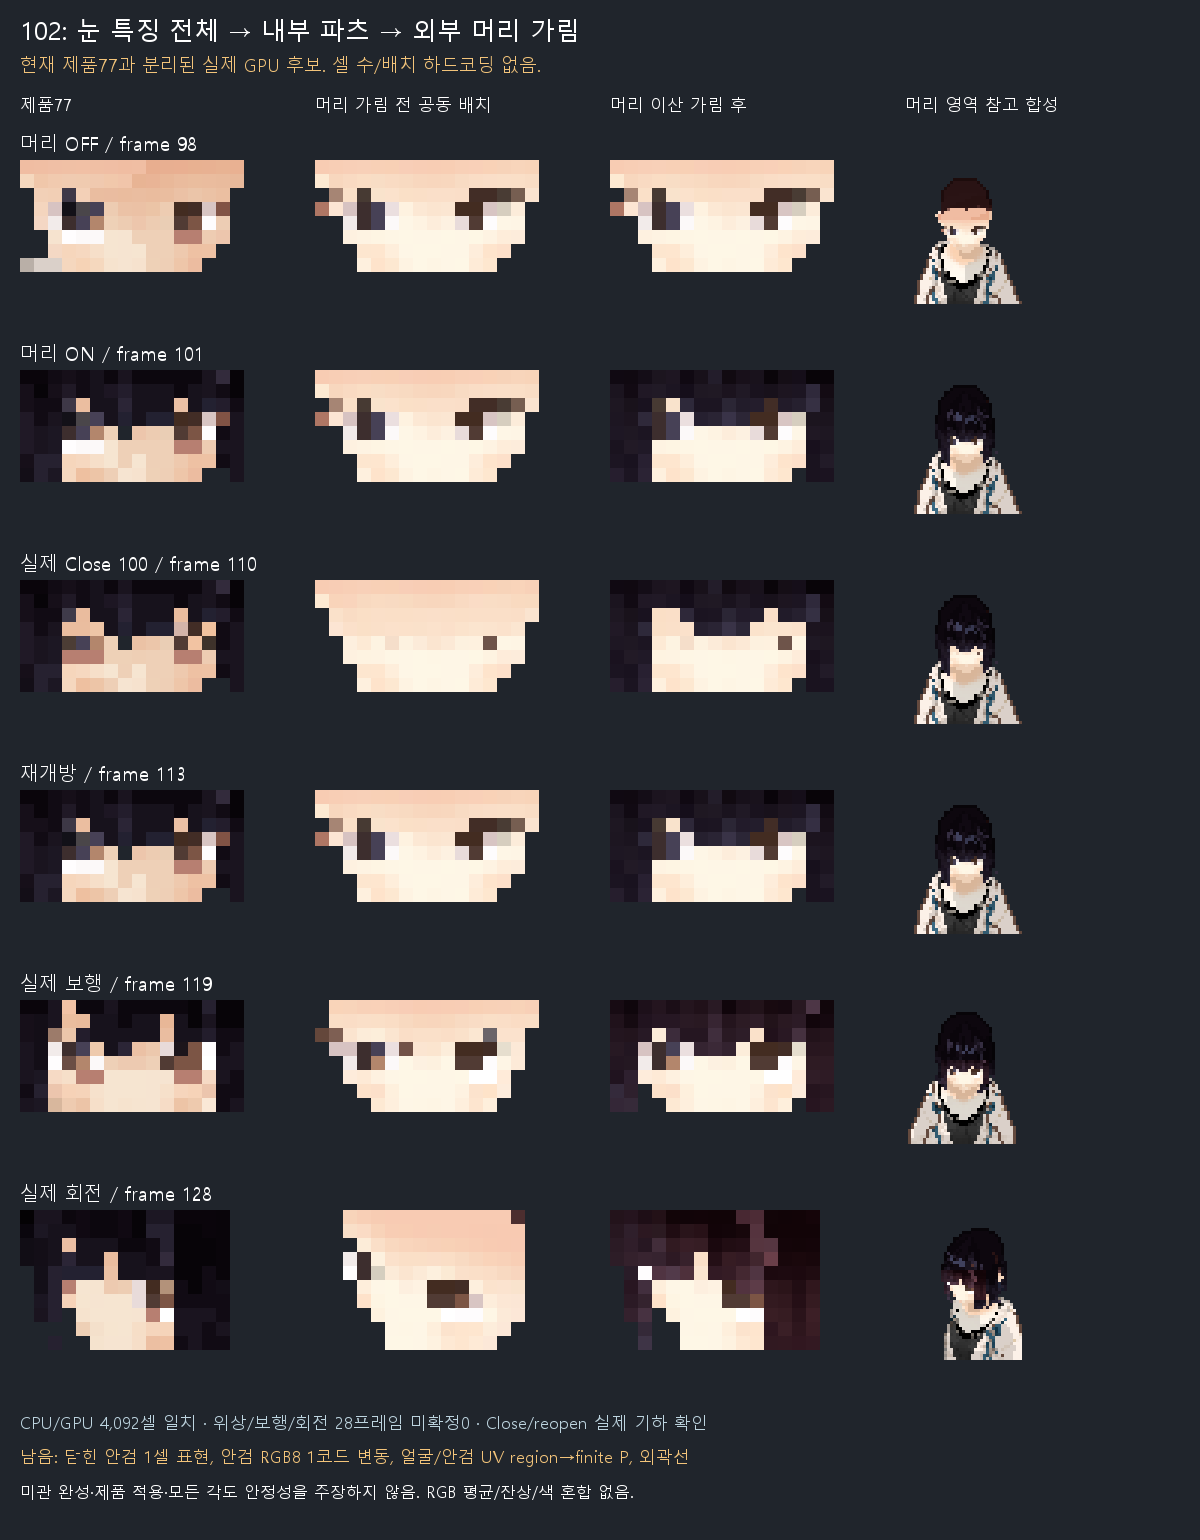 102: 눈 특징 전체 → 내부 파츠 → 외부 머리 가림
현재 제품77과 분리된 실제 GPU 후보. 셀 수/배치 하드코딩 없음.
제품77 머리 가림 전 공동 배치 머리 이산 가림 후 머리 영역 참고 합성
머리 OFF / frame 98
머리 ON / frame 101
실제 Close 100 / frame 110
재개방 / frame 113
실제 보행 / frame 119
실제 회전 / frame 128
CPU/GPU 4,092셀 일치 · 위상/보행/회전 28프레임 미확정0 · Close/reopen 실제 기하 확인
남음: 닫힌 안검 1셀 표현, 안검 RGB8 1코드 변동, 얼굴/안검 UV region→finite P, 외곽선
미관 완성·제품 적용·모든 각도 안정성을 주장하지 않음. RGB 평균/잔상/색 혼합 없음.